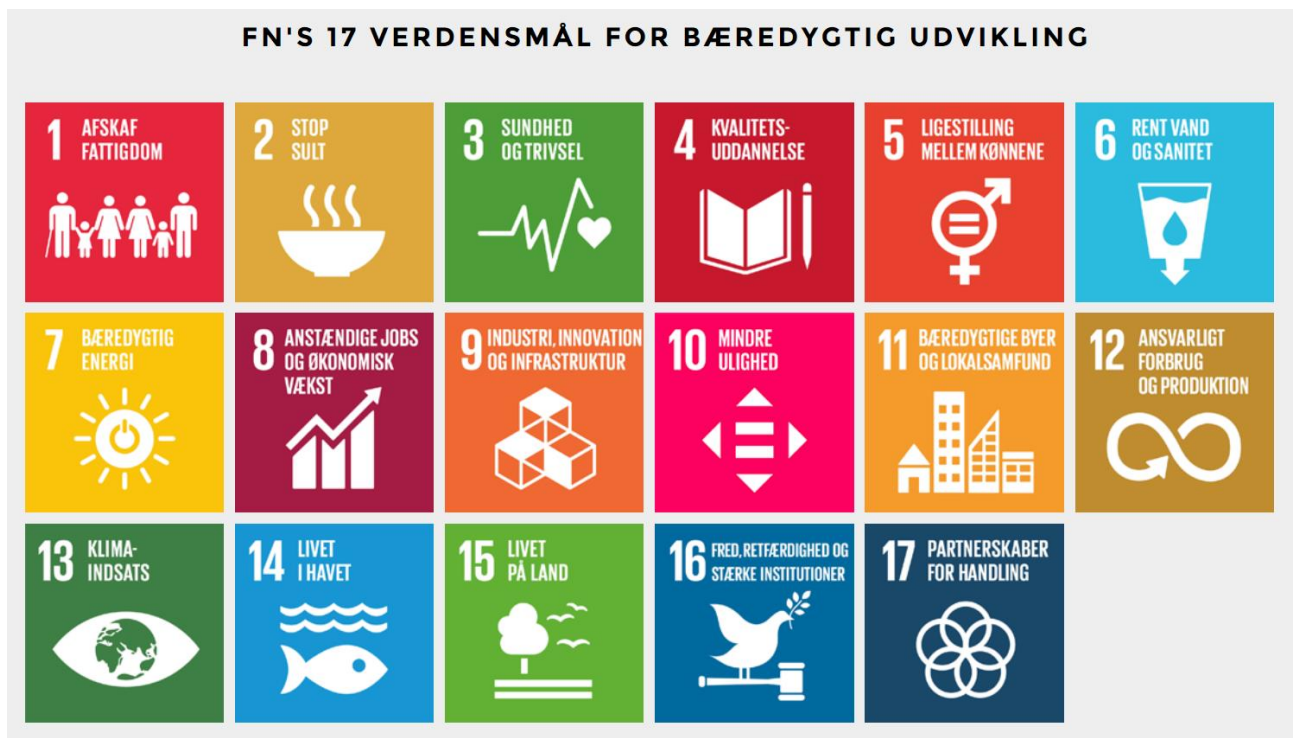 FN'S 17 VERDENSMÅL FOR BÆREDYGTIG UDVIKLING
1 AFSKAF
FATTIGDOM
2 STOP
SULT
3 SUNDHED
OG TRIVSEL
4 KVALITETS-
UDDANNELSE
5 LIGESTILLING
MELLEM KØNNENE
6 RENT VAND
OG SANITET
7 BÆREDYGTIG
ENERGI
8 ANSTÆNDIGE JOBS
OG ØKONOMISK
VÆKST
9 INDUSTRI, INNOVATION
OG INFRASTRUKTUR
10 MINDRE
ULIGHED
11 BÆREDYGTIGE BYER
OG LOKALSAMFUND
12 ANSVARLIGT
FORBRUG
OG PRODUKTION
13 KLIMA-
INDSATS
14 LIVET
I HAVET
15 LIVET
PÅ LAND
16 FRED, RETFÆRDIGHED OG
STÆRKE INSTITUTIONER
17 PARTNERSKABER
FOR HANDLING